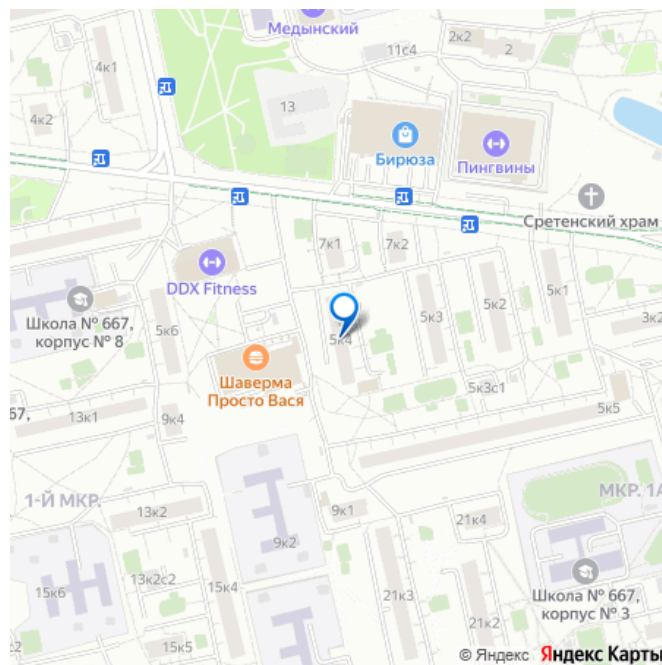 Медынский
2к2
11с4
2
4к1
13
4к2
Бирюза
Пингвины
Сретенский храм
7к1
7к2
DDX Fitness
5к1
5к2
5к3
3к2
Школа № 667,
корпус № 8
5к6
5к4
Шаверма
Просто Вася
5к3с1
67,
13к1
9к4
5к5
1-Й МКР.
МКР. 1А
13к2
9к1
21к4
9к2
13к2с2
15к4
15к6
21к3
Школа № 667,
корпус № 3
15к5
© Яндекс Яндекс Карты